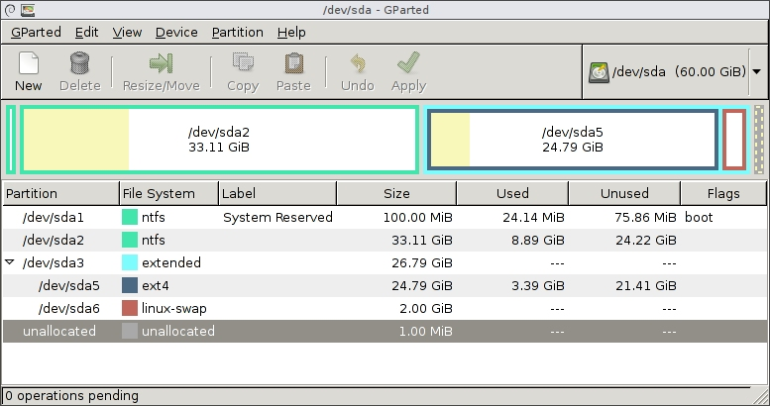 /dev/sda - GParted
GParted Edit View Device Partition Help
New Delete Resize/Move Copy Paste Undo Apply /dev/sda (60.00 GiB)
/dev/sda2 /dev/sda5
33.11 GiB 24.79 GiB
Partition File System Label Size Used Unused Flags
/dev/sda1 ntfs System Reserved 100.00 MiB 24.14 MiB 75.86 MiB boot
/dev/sda2 ntfs 33.11 GiB 8.89 GiB 24.22 GiB
/dev/sda3 extended 26.79 GiB --- ---
/dev/sda5 ext4 24.79 GiB 3.39 GiB 21.41 GiB
/dev/sda6 linux-swap 2.00 GiB --- ---
unallocated unallocated 1.00 MiB --- ---
0 operations pending